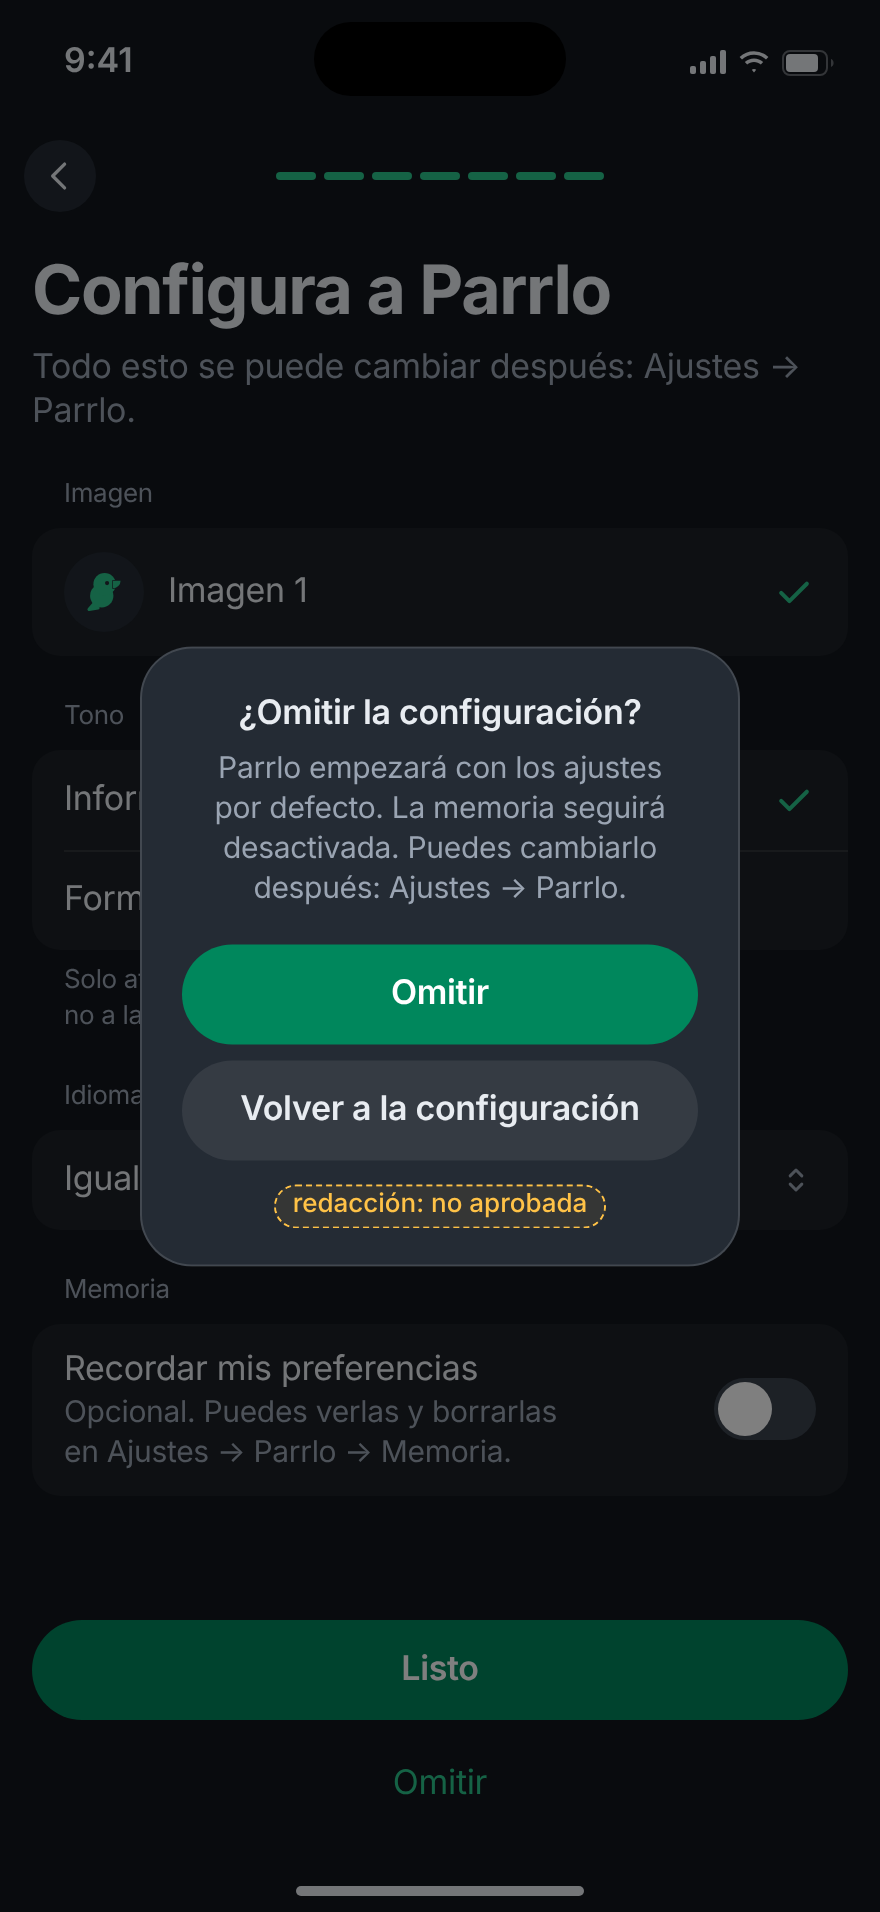 9:41
Configura a Parrlo
Todo esto se puede cambiar después: Ajustes →
Parrlo.
Imagen
Imagen 1
Tono
¿Omitir la configuración?
Parrlo empezará con los ajustes
por defecto. La memoria seguirá
desactivada. Puedes cambiarlo
después: Ajustes → Parrlo.
Omitir
Volver a la configuración
redacción: no aprobada
Solo
no a la
Idioma
Igual
Memoria
Recordar mis preferencias
Opcional. Puedes verlas y borrarlas
en Ajustes → Parrlo → Memoria.
Listo
Omitir